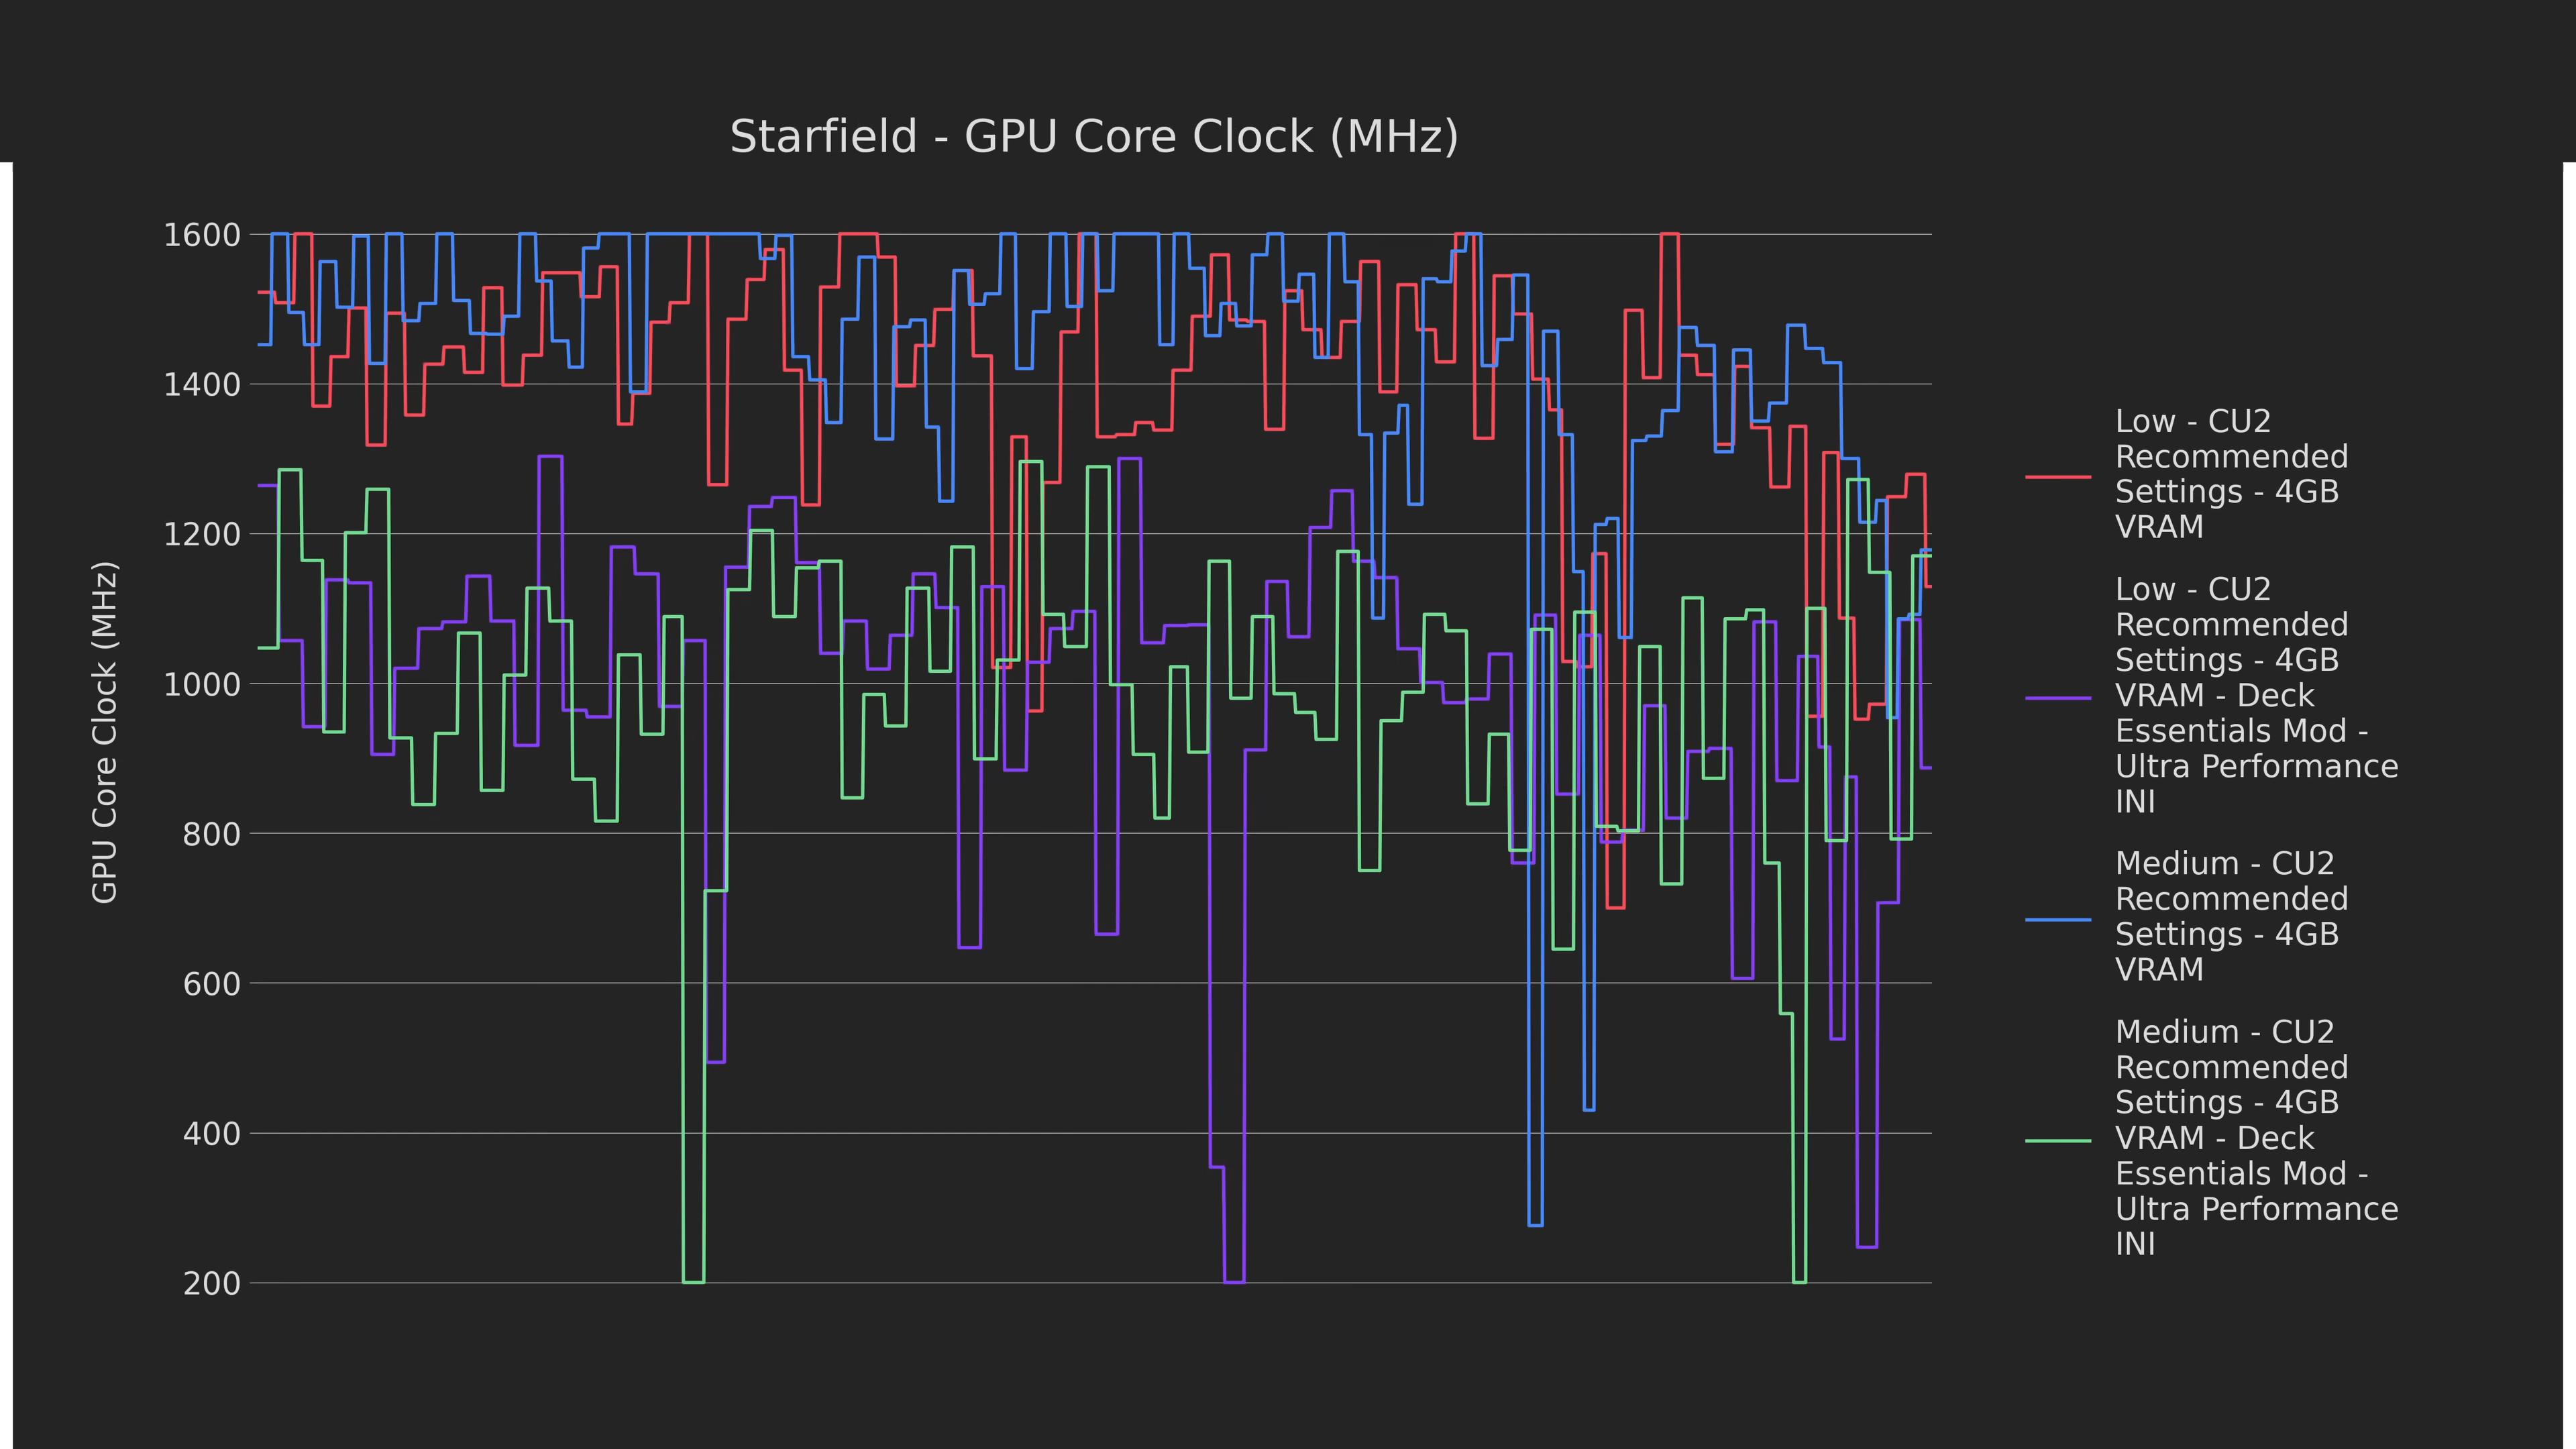 Starfield - GPU Core Clock (MHz)
GPU Core Clock (MHz)
1600
1400
1200
1000
800
600
400
200
Low - CU2
Recommended
Settings - 4GB
VRAM
Low - CU2
Recommended
Settings - 4GB
VRAM - Deck
Essentials Mod -
Ultra Performance
INI
Medium - CU2
Recommended
Settings - 4GB
VRAM
Medium - CU2
Recommended
Settings - 4GB
VRAM - Deck
Essentials Mod -
Ultra Performance
INI